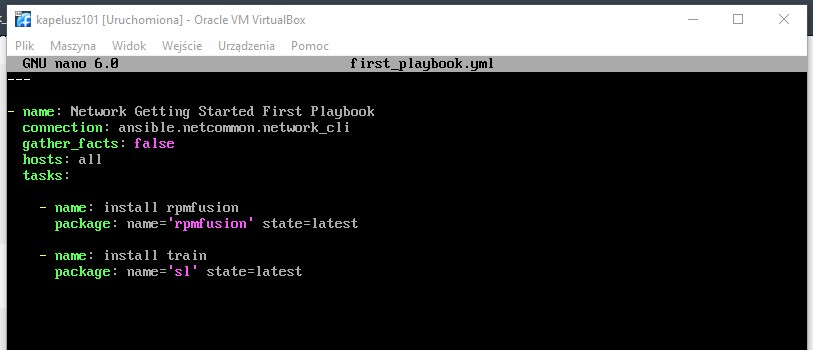 kapelusz101 [Uruchomiona] - Oracle VM VirtualBox
Plik Maszyna Widok Wejście Urządzenia Pomoc
GNU nano 6.0 first_playbook.yml
---
- name: Network Getting Started First Playbook
connection: ansible.netcommon.network_cli
gather_facts: false
hosts: all
tasks:
- name: install rpmfusion
package: name='rpmfusion' state=latest
- name: install train
package: name='sl' state=latest